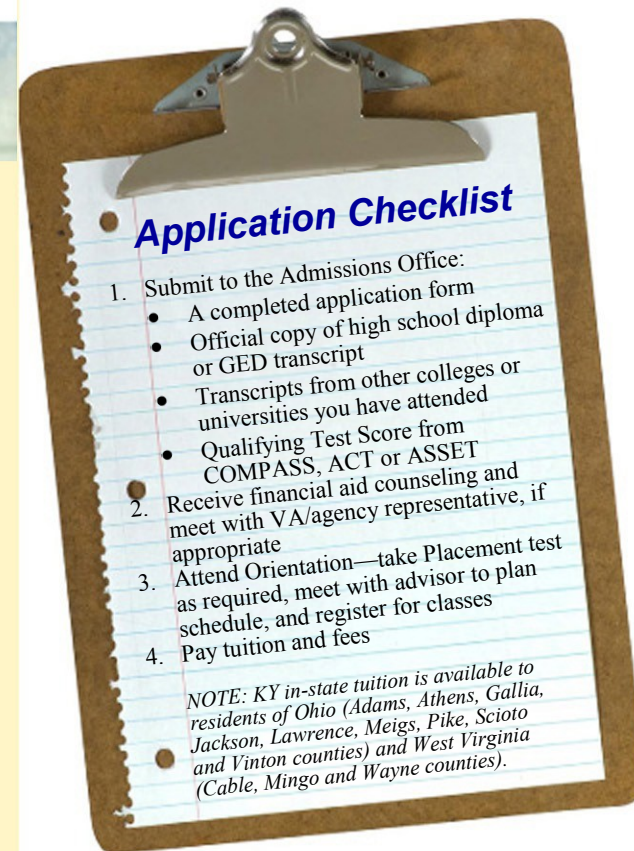 Application Checklist
1. Submit to the Admissions Office:
● A completed application form
● Official copy of high school diploma
or GED transcript
● Transcripts from other colleges or
universities you have attended
● Qualifying Test Score from
COMPASS, ACT or ASSET
2. Receive financial aid counseling and
meet with VA/agency representative, if
appropriate
3. Attend Orientation—take Placement test
as required, meet with advisor to plan
schedule, and register for classes
4. Pay tuition and fees
NOTE: KY in-state tuition is available to
residents of Ohio (Adams, Athens, Gallia,
Jackson, Lawrence, Meigs, Pike, Scioto
and Vinton counties) and West Virginia
(Cable, Mingo and Wayne counties).